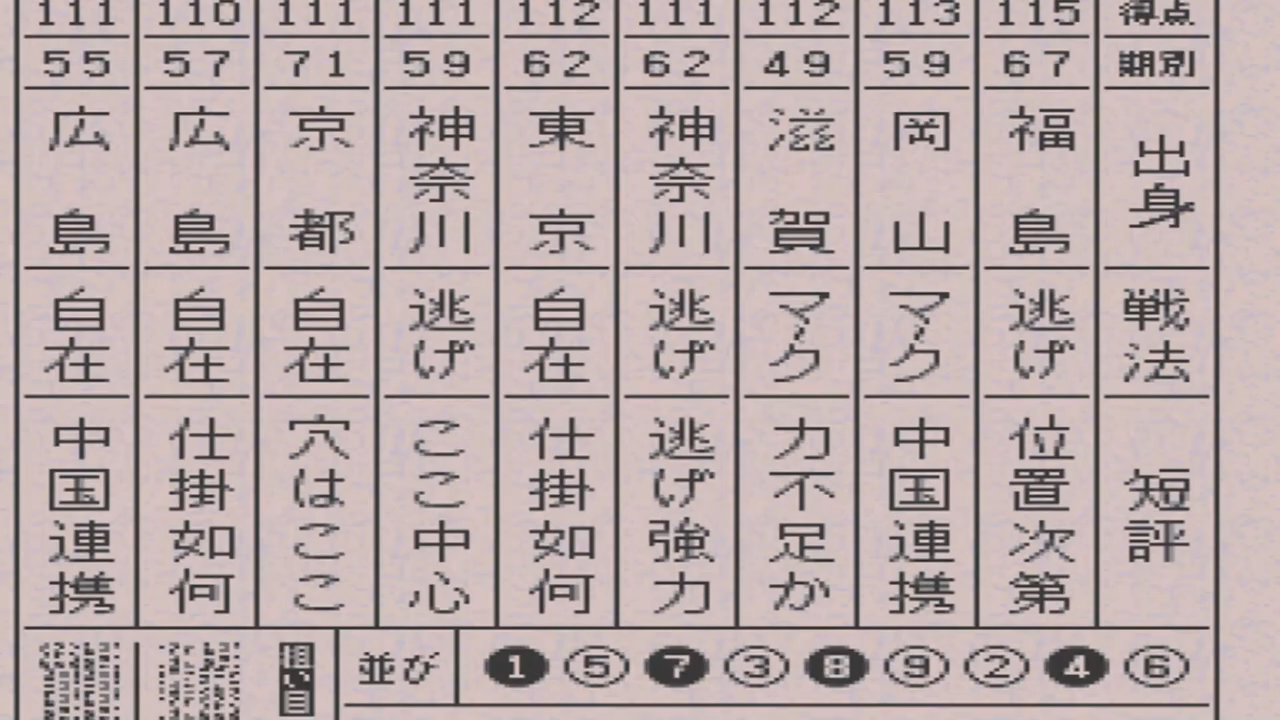 111 110 111 111 112 111 112 113 115 得点
55 57 71 59 62 62 49 59 67 期別
広島 広島 京都 神奈川 東京 神奈川 滋賀 岡山 福島 出身
自在 自在 自在 逃げ 自在 逃げ マーク マーク 逃げ 戦法
中国連携 仕掛如何 穴はここ ここ中心 仕掛如何 逃げ強力 力不足か 中国連携 位置次第 短評
狙い目 並び ❶⑤❼③❽⑨②❹⑥